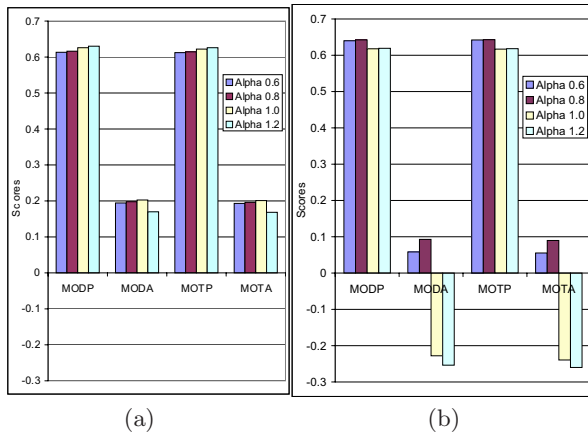 0.7
0.6
0.5
0.4
0.3
0.2
0.1
0
-0.1
-0.2
-0.3
Scores
MODP MODA MOTP MOTA
Alpha 0.6
Alpha 0.8
Alpha 1.0
Alpha 1.2
(a)
0.7
0.6
0.5
0.4
0.3
0.2
0.1
0
-0.1
-0.2
-0.3
Scores
MODP MODA MOTP MOTA
Alpha 0.6
Alpha 0.8
Alpha 1.0
Alpha 1.2
(b)